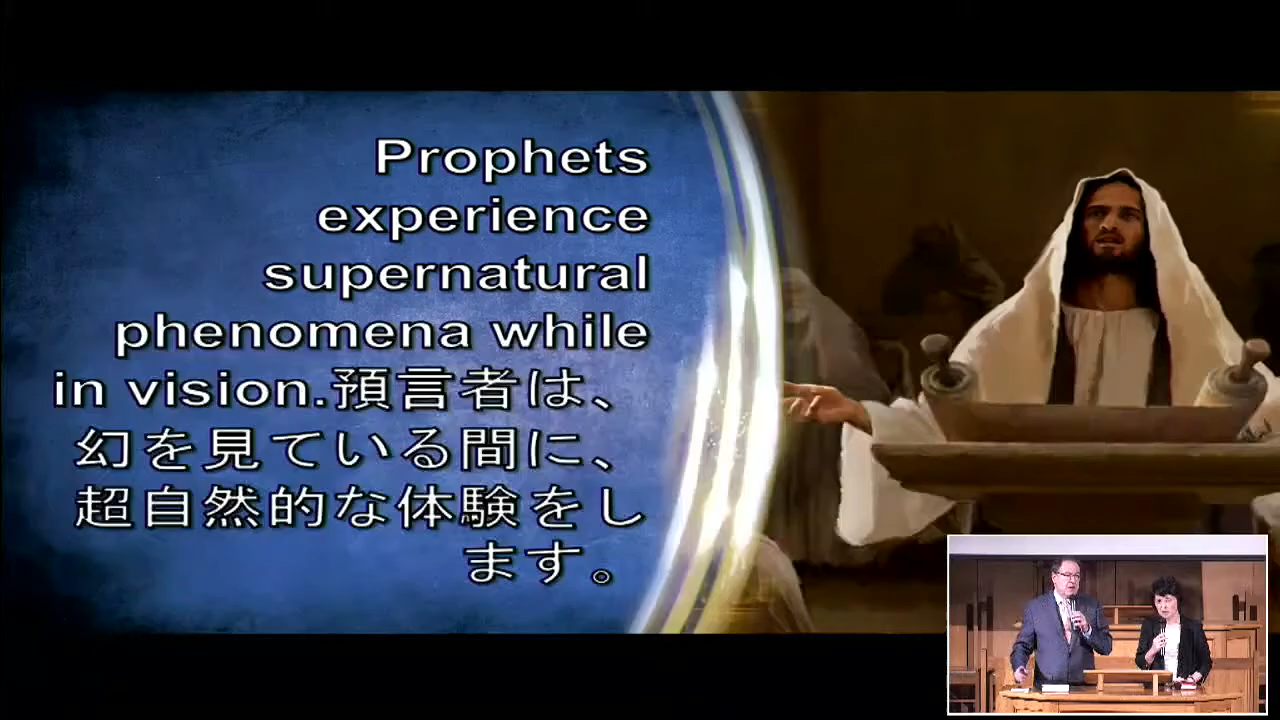 Prophets
experience
supernatural
phenomena while
in vision.預言者は、
幻を見ている間に、
超自然的な体験をし
ます。